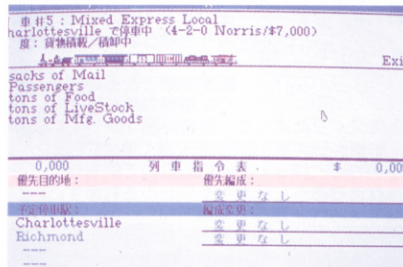 車 #5 : Mixed Express Local
harlottesville で停車中 (4-2-0 Norris/$7,000)
度 : 貨物積載／積卸中
Exi
sacks of Mail
Passengers
tons of Food
tons of LiveStock
tons of Mfg. Goods
0,000 列 車 指 令 表 . $ 0,00
優先目的地 : 優先編成 :
--- 変 更 な し
予定停車駅 : 編成変更 :
Charlottesville 変 更 な し
Richmond 変 更 な し
---
---